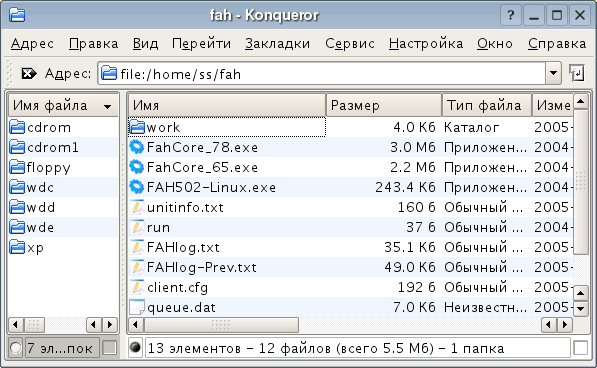 fah - Konqueror
Адрес Правка Вид Перейти Закладки Сервис Настройка Окно Справка
Адрес: file:/home/ss/fah
Имя файла
cdrom
cdrom1
floppy
wdc
wdd
wde
xp
7 эл...пок
Имя Размер Тип файла Изме
work 4.0 Кб Каталог 2005-
FahCore_78.exe 3.0 Мб Приложен... 2004-
FahCore_65.exe 2.2 Мб Приложен... 2004-
FAH502-Linux.exe 243.4 Кб Приложен... 2004-
unitinfo.txt 160 б Обычный ... 2005-
run 37 б Обычный ... 2004-
FAHlog.txt 35.1 Кб Обычный ... 2005-
FAHlog-Prev.txt 49.0 Кб Обычный ... 2005-
client.cfg 192 б Обычный ... 2005-
queue.dat 7.0 Кб Неизвестн... 2005-
13 элементов - 12 файлов (всего 5.5 Мб) - 1 папка